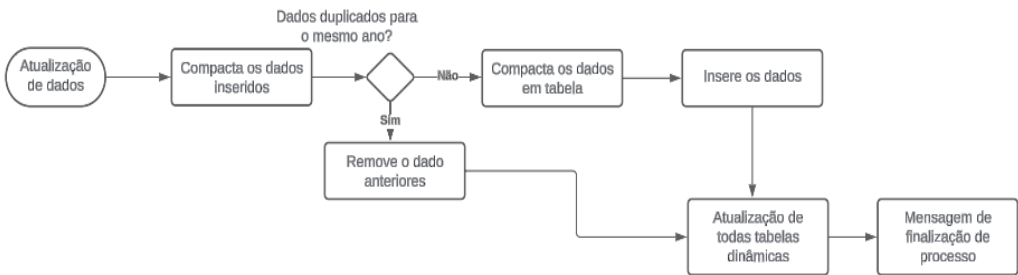 Dados duplicados para
o mesmo ano?
Atualização
de dados
Compacta os dados
inseridos
Não
Compacta os dados
em tabela
Insere os dados
Sim
Remove o dado
anteriores
Atualização de
todas tabelas
dinâmicas
Mensagem de
finalização de
processo